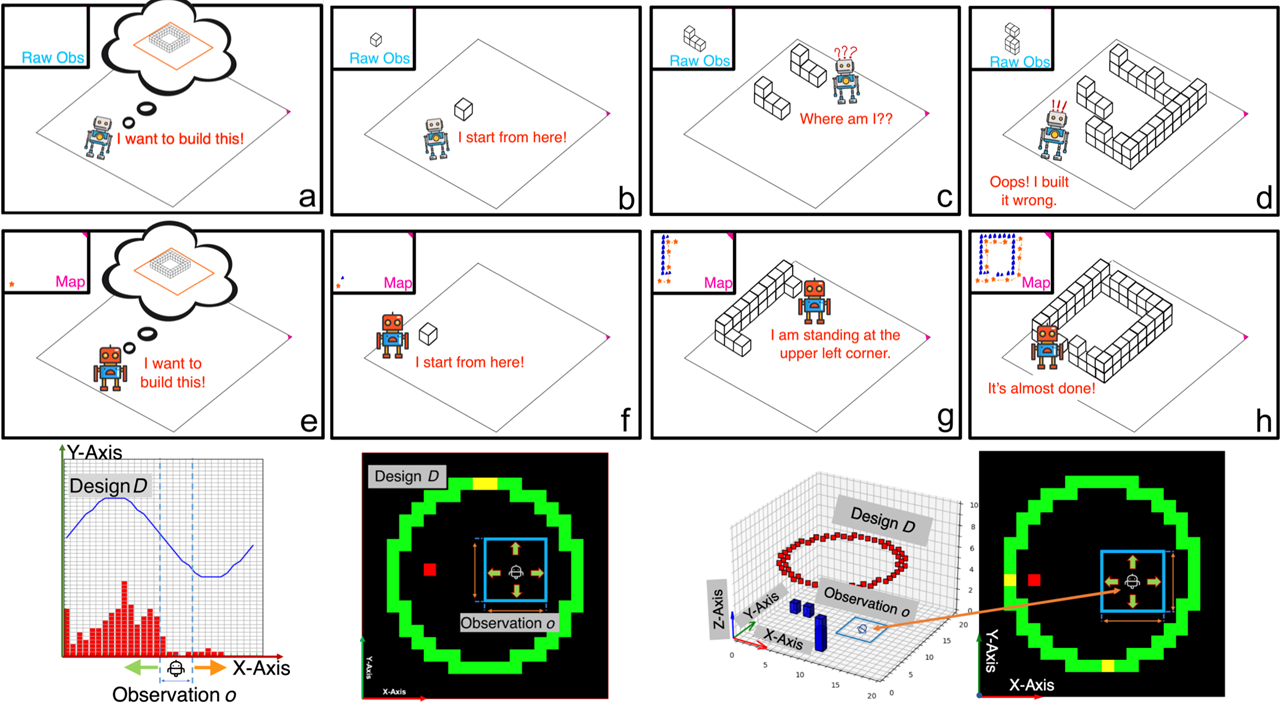 Raw Obs
I want to build this!
a
Raw Obs
I start from here!
b
Raw Obs
???
Where am I??
c
Raw Obs
!!!
Oops! I built
it wrong.
d
Map
I want to
build this!
e
Map
I start from here!
f
Map
I am standing at the
upper left corner.
g
Map
It's almost done!
h
Y-Axis
Design D
X-Axis
Observation o
Design D
Observation o
Y-Axis
X-Axis
Design D
Observation o
Z-Axis
Y-Axis
X-Axis
0
5
10
15
20
0
5
10
15
20
0
2
4
6
8
10
Y-Axis
X-Axis